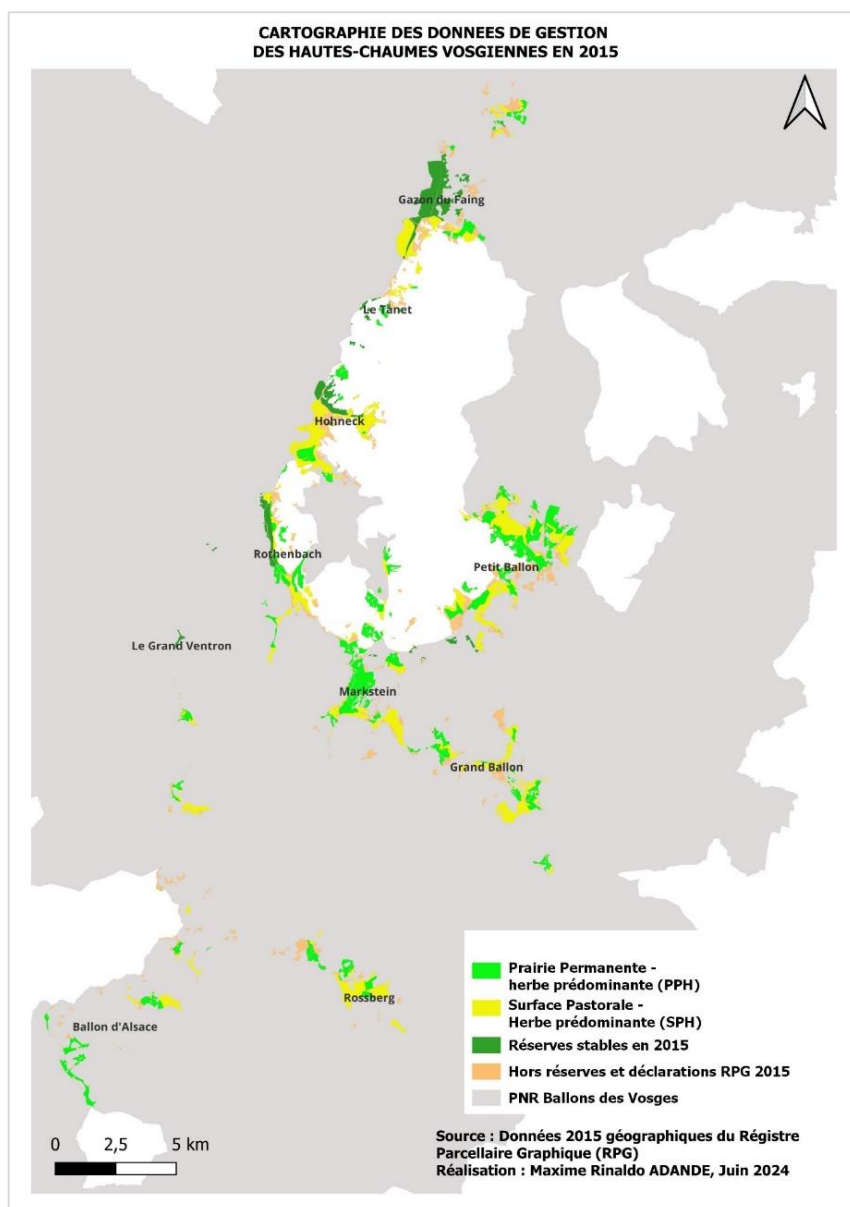 CARTOGRAPHIE DES DONNEES DE GESTION
DES HAUTES-CHAUMES VOSGIENNES EN 2015
Gazon du Faing
Le Tanet
Hohneck
Rothenbach
Petit Ballon
Le Grand Ventron
Markstein
Grand Ballon
Rossberg
Ballon d'Alsace
Prairie Permanente -
herbe prédominante (PPH)
Surface Pastorale -
Herbe prédominante (SPH)
Réserves stables en 2015
Hors réserves et déclarations RPG 2015
PNR Ballons des Vosges
0 2,5 5 km
Source : Données 2015 géographiques du Régistre
Parcellaire Graphique (RPG)
Réalisation : Maxime Rinaldo ADANDE, Juin 2024